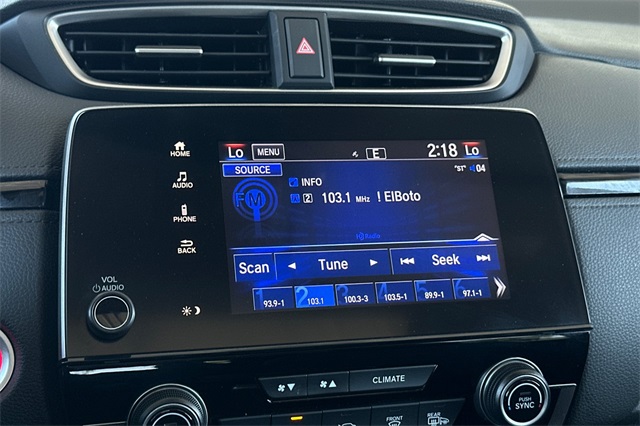 HOME
AUDIO
PHONE
BACK
VOL
AUDIO
Lo MENU E 2:18 Lo
SOURCE "ST" 04
FM
INFO
2 103.1 MHz ! ElBoto
HD Radio
Scan Tune Seek
1 93.9-1
2 103.1
3 100.3-3
4 103.5-1
5 89.9-1
6 97.1-1
CLIMATE
FRONT
REAR
PUSH
SYNC